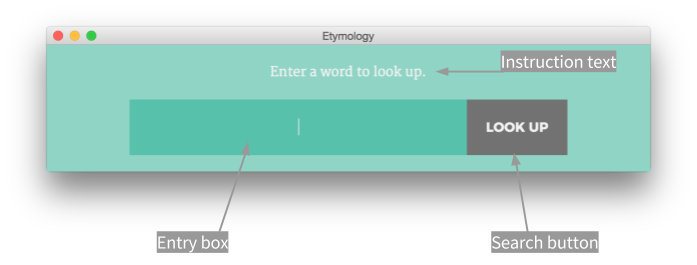 Etymology
Enter a word to look up.
Instruction text
LOOK UP
Entry box
Search button